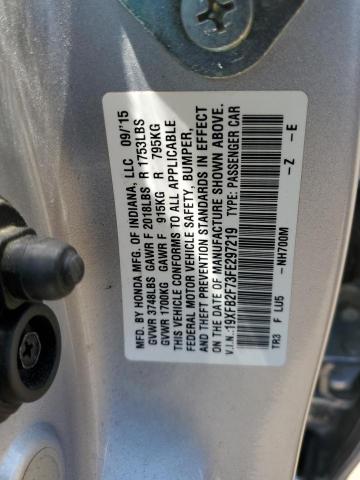 MFD. BY HONDA MFG. OF INDIANA, LLC 09/'15
GVWR 3748LBS GAWR F 2018LBS R 1753LBS
GVWR 1700KG GAWR F 915KG R 795KG
THIS VEHICLE CONFORMS TO ALL APPLICABLE
FEDERAL MOTOR VEHICLE SAFETY, BUMPER,
AND THEFT PREVENTION STANDARDS IN EFFECT
ON THE DATE OF MANUFACTURE SHOWN ABOVE.
V.I.N.:19XFB2F73FE297219 TYPE: PASSENGER CAR
TR3 F LU5 - NH700M - Z - E